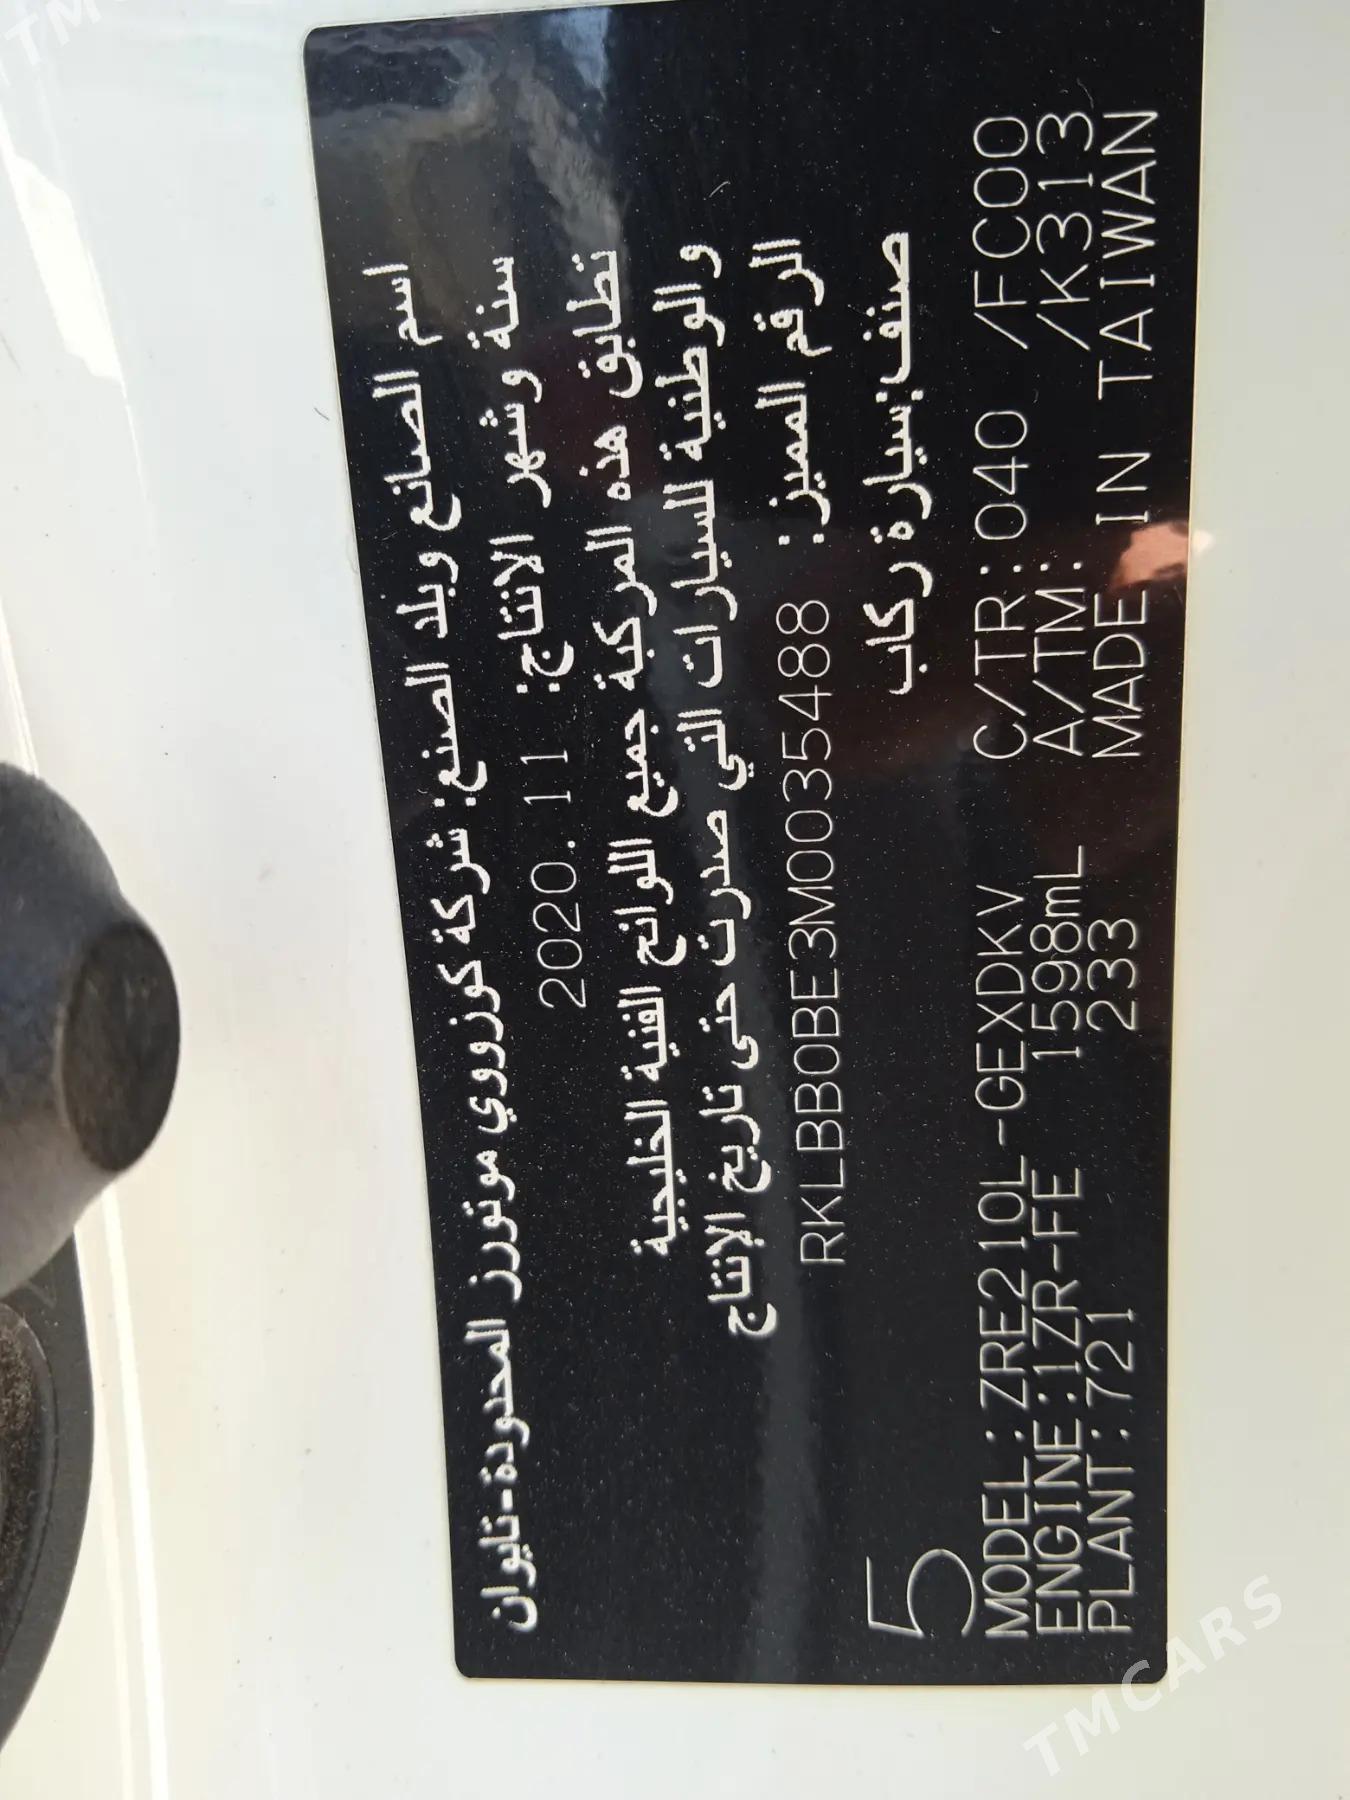 اسم الصانع وبلد الصنع: شركة كوزووي موتورز المحدودة-تايوان
سنة وشهر الانتاج: 2020.11
تطابق هذه المركبة جميع اللوائح الفنية الخليجية
والوطنية للسيارات التي صدرت حتى تاريخ الإنتاج
الرقم المميز: RKLBB0BE3M0035488
صنف:سيارة ركاب
5
MODEL:ZRE210L-GEXDKV C/TR:040 /FC00
ENGINE:1ZR-FE 1598mL A/TM: /K313
PLANT:721 233 MADE IN TAIWAN
TMCARS